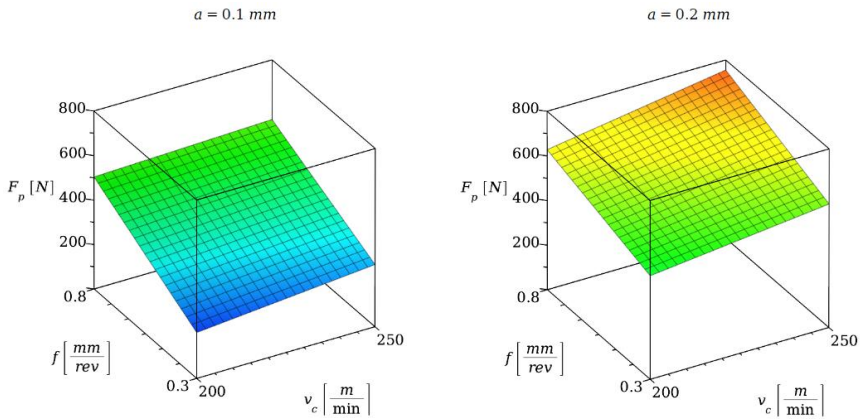 a = 0.1 mm
800
600
F_p [N]
400
200
0.8
f [mm/rev]
0.3
200
v_c [m/min]
250
a = 0.2 mm
800
600
F_p [N]
400
200
0.8
f [mm/rev]
0.3
200
v_c [m/min]
250